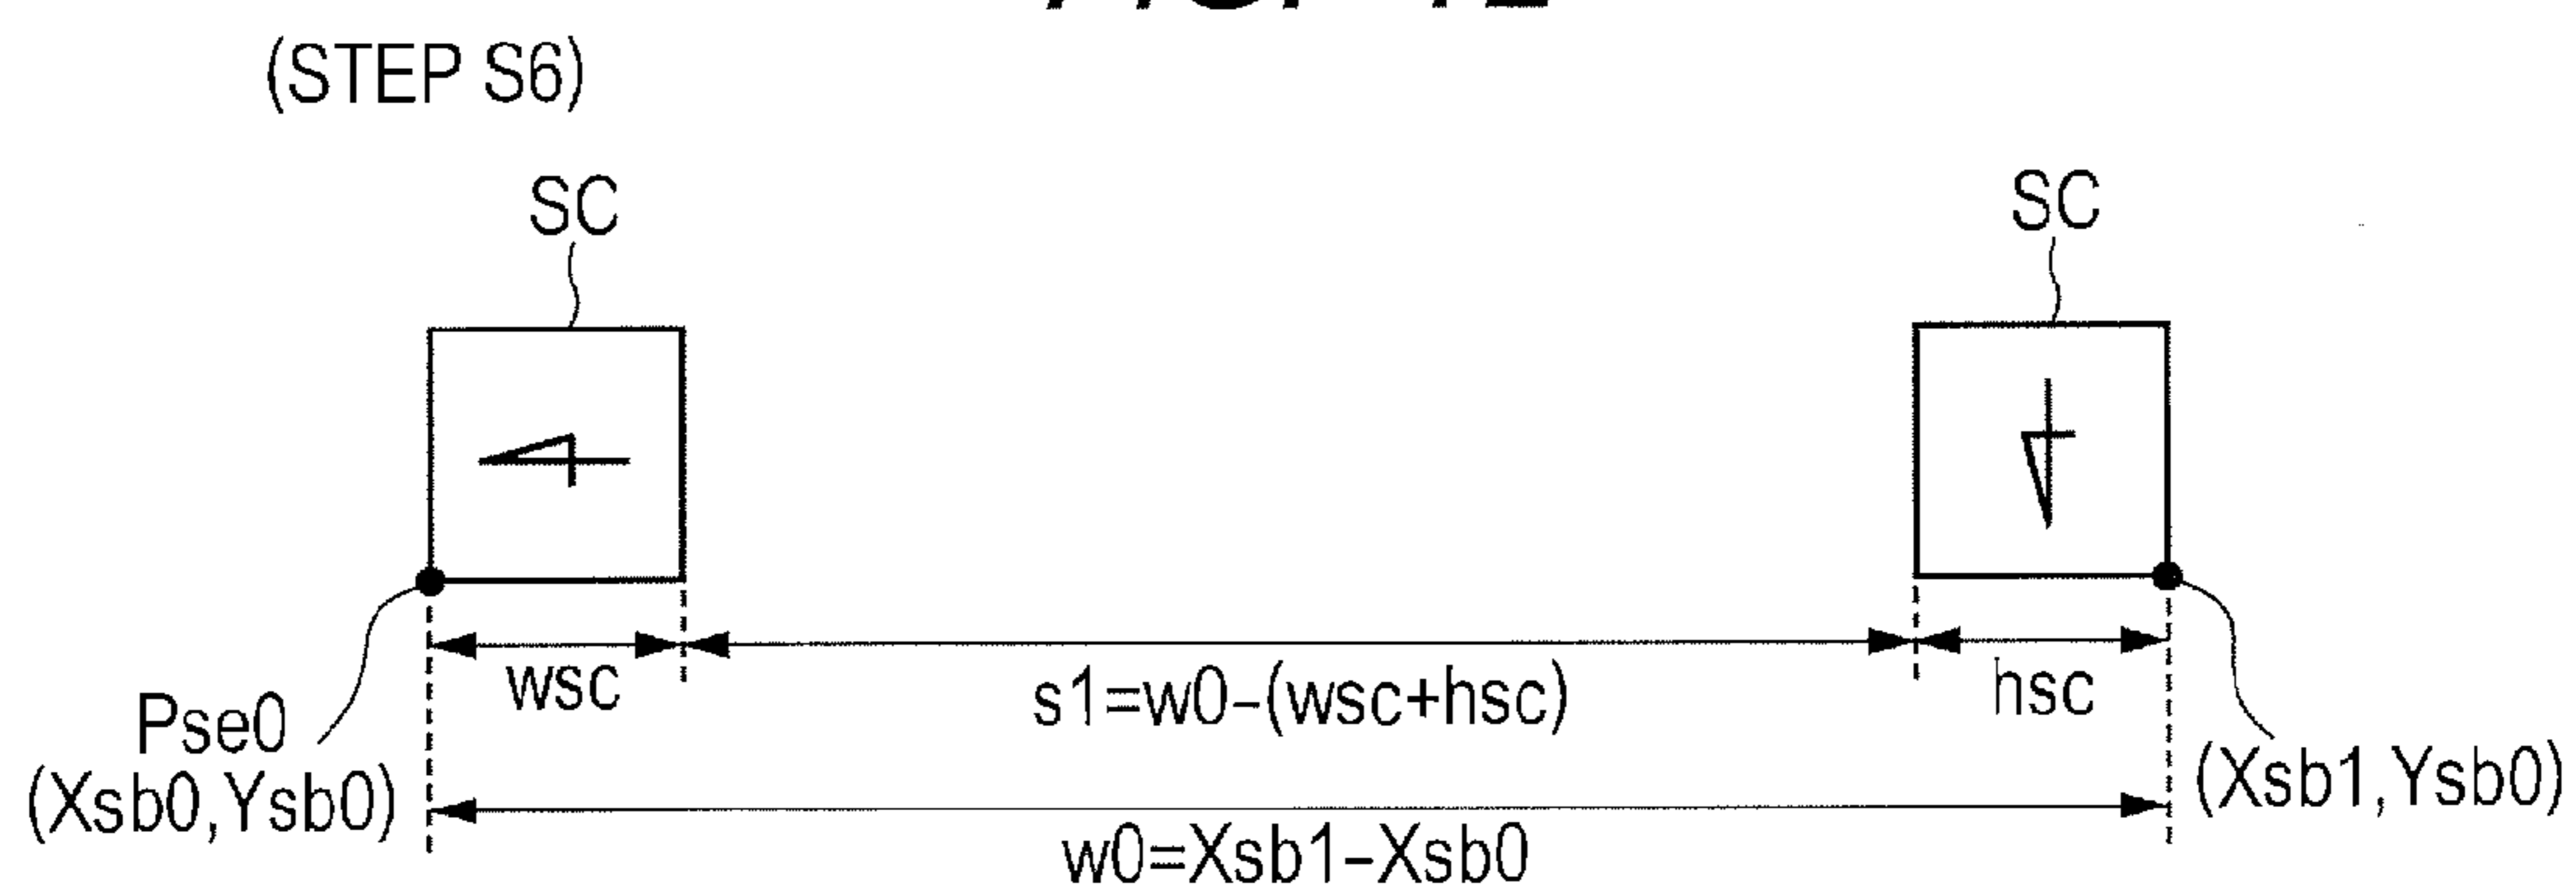 (STEP S6)
SC
SC
wsc
s1=w0-(wsc+hsc)
hsc
Pse0
(Xsb0,Ysb0)
(Xsb1,Ysb0)
w0=Xsb1-Xsb0